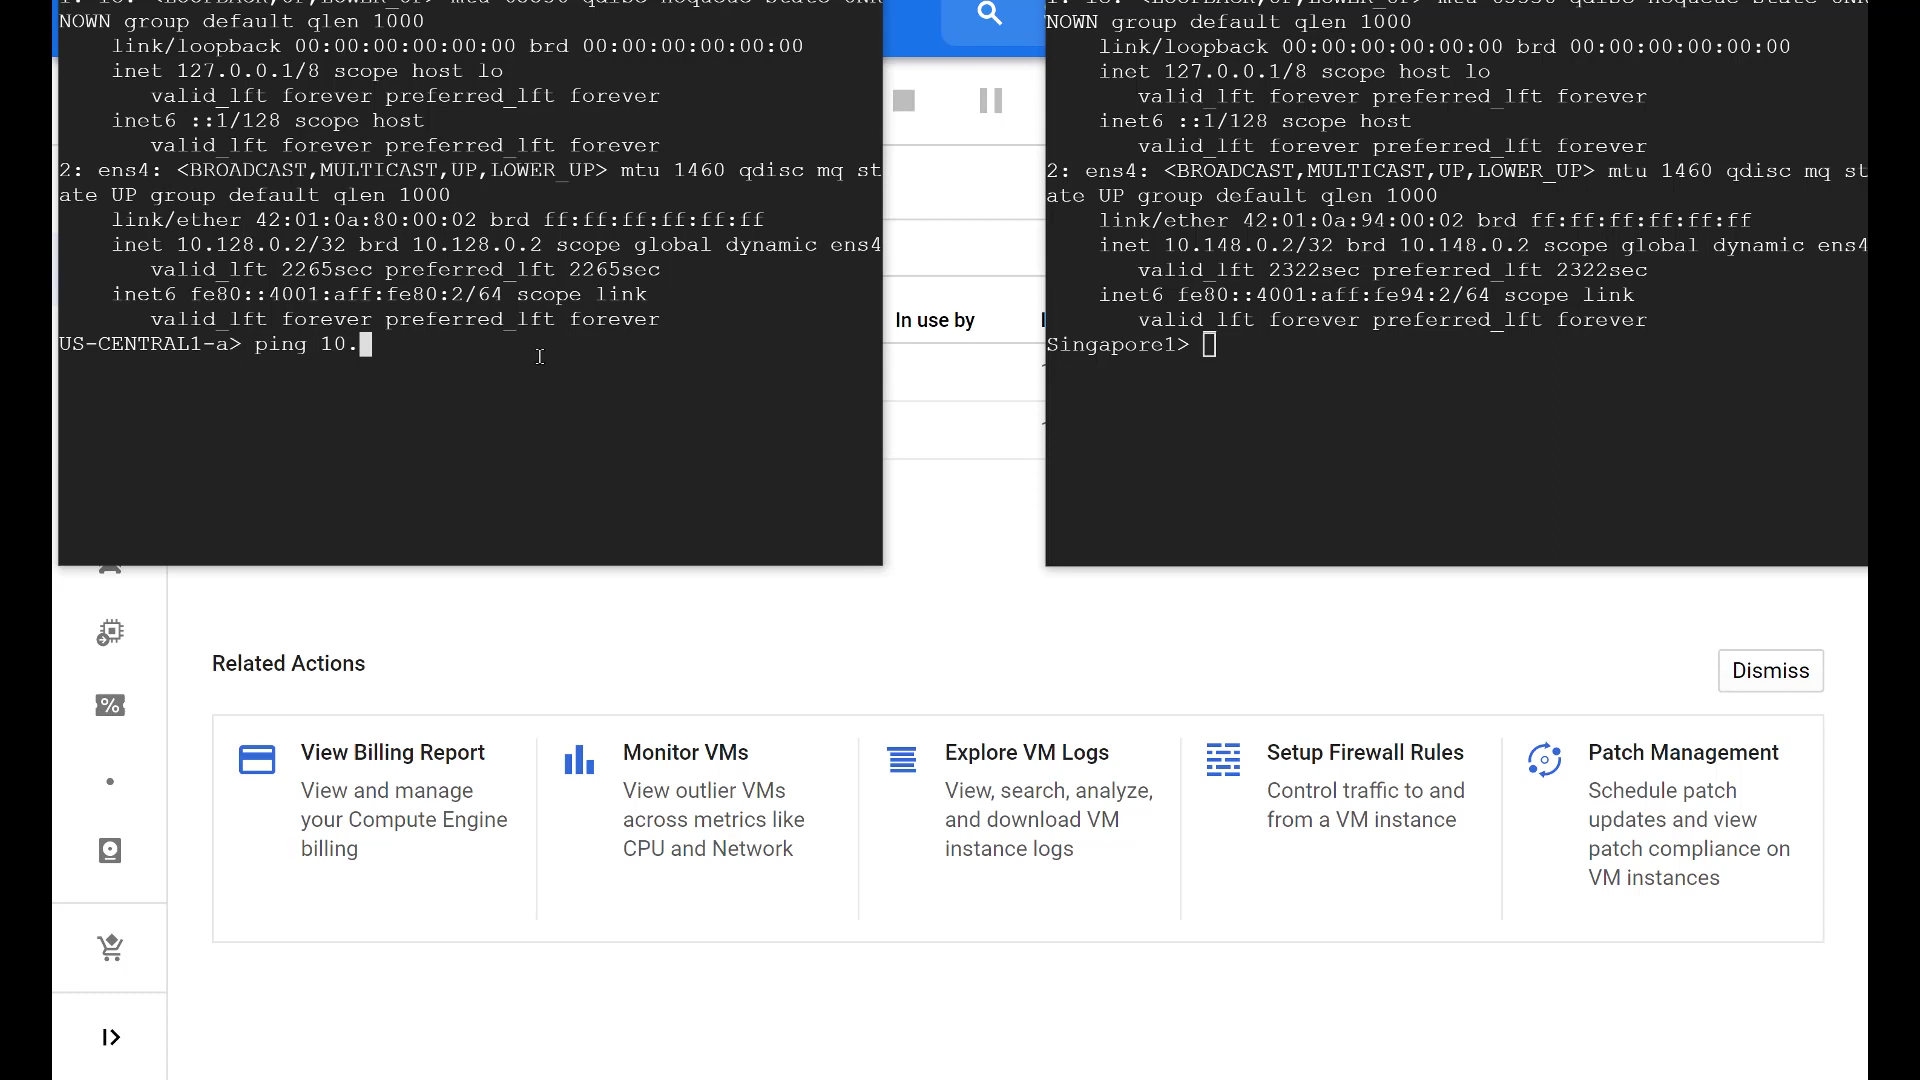 NOWN group default qlen 1000
link/loopback 00:00:00:00:00:00 brd 00:00:00:00:00:00
inet 127.0.0.1/8 scope host lo
valid_lft forever preferred_lft forever
inet6 ::1/128 scope host
valid_lft forever preferred_lft forever
2: ens4: <BROADCAST,MULTICAST,UP,LOWER_UP> mtu 1460 qdisc mq st
ate UP group default qlen 1000
link/ether 42:01:0a:80:00:02 brd ff:ff:ff:ff:ff:ff
inet 10.128.0.2/32 brd 10.128.0.2 scope global dynamic ens4
valid_lft 2265sec preferred_lft 2265sec
inet6 fe80::4001:aff:fe80:2/64 scope link
valid_lft forever preferred_lft forever
US-CENTRAL1-a> ping 10.
NOWN group default qlen 1000
link/loopback 00:00:00:00:00:00 brd 00:00:00:00:00:00
inet 127.0.0.1/8 scope host lo
valid_lft forever preferred_lft forever
inet6 ::1/128 scope host
valid_lft forever preferred_lft forever
2: ens4: <BROADCAST,MULTICAST,UP,LOWER_UP> mtu 1460 qdisc mq st
ate UP group default qlen 1000
link/ether 42:01:0a:94:00:02 brd ff:ff:ff:ff:ff:ff
inet 10.148.0.2/32 brd 10.148.0.2 scope global dynamic ens4
valid_lft 2322sec preferred_lft 2322sec
inet6 fe80::4001:aff:fe94:2/64 scope link
valid_lft forever preferred_lft forever
Singapore1>
In use by
Related Actions
Dismiss
View Billing Report
View and manage
your Compute Engine
billing
Monitor VMs
View outlier VMs
across metrics like
CPU and Network
Explore VM Logs
View, search, analyze,
and download VM
instance logs
Setup Firewall Rules
Control traffic to and
from a VM instance
Patch Management
Schedule patch
updates and view
patch compliance on
VM instances